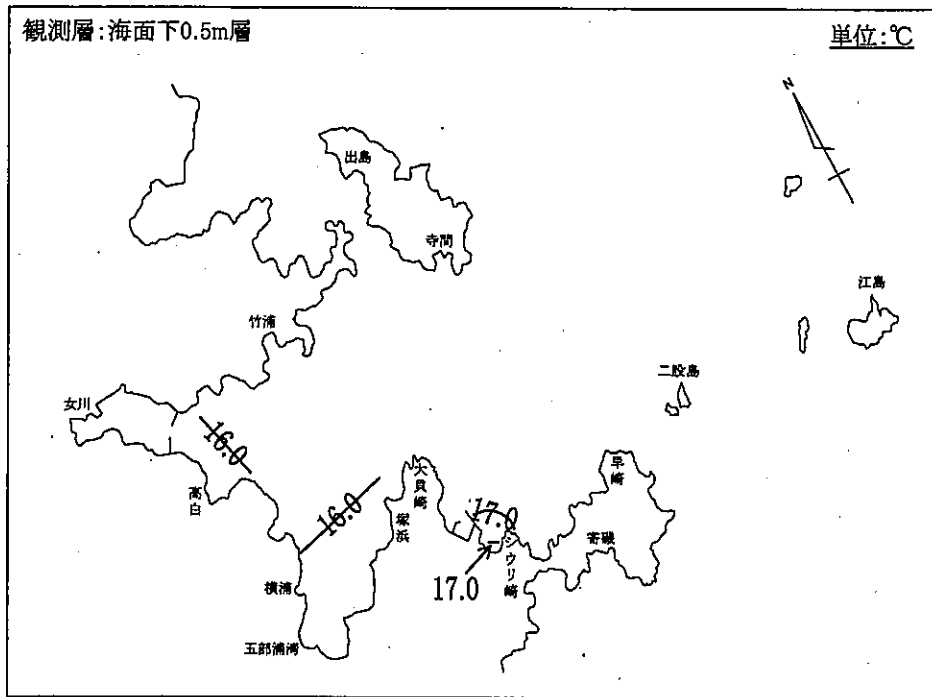 観測層:海面下0.5m層
単位:℃
N
出島
寺間
江島
竹浦
二股島
女川
16.0
早崎
大貝崎
高白
16.0
塚浜
17.0
寄磯
シウリ崎
横浦
17.0
五部浦湾